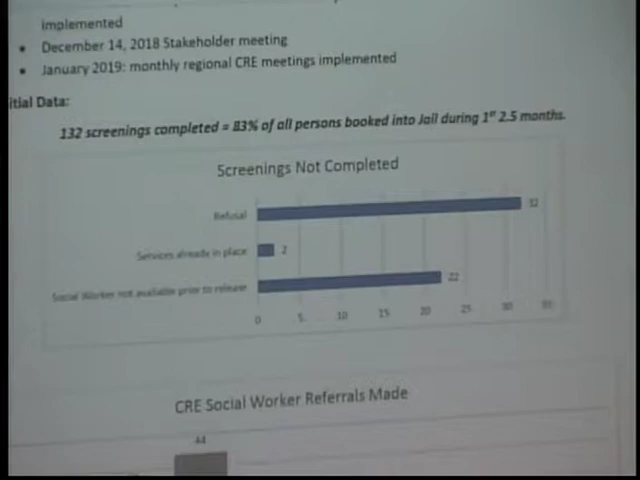 implemented
• December 14, 2018 Stakeholder meeting
• January 2019: monthly regional CRE meetings implemented
itial Data:
132 screenings completed = 83% of all persons booked into Jail during 1st 2.5 months.
Screenings Not Completed
Refusal 32
Services already in place 2
Social Worker not available prior to release 22
0 5 10 15 20 25 30 35
CRE Social Worker Referrals Made
44